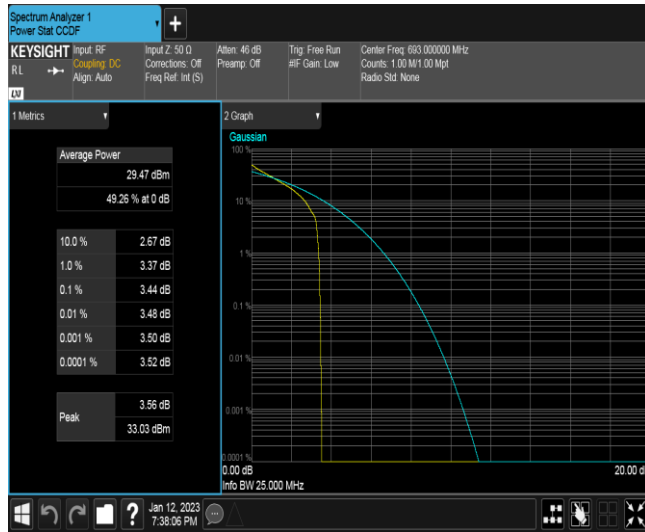 Spectrum Analyzer 1
Power Stat CCDF
+
KEYSIGHT
RL
LXI
Input: RF
Coupling: DC
Align: Auto
Input Z: 50 Ω
Corrections: Off
Freq Ref: Int (S)
Atten: 46 dB
Preamp: Off
Trig: Free Run
#IF Gain: Low
Center Freq: 693.000000 MHz
Counts: 1.00 M/1.00 Mpt
Radio Std: None
1 Metrics
Average Power
29.47 dBm
49.26 % at 0 dB
10.0 % 2.67 dB
1.0 % 3.37 dB
0.1 % 3.44 dB
0.01 % 3.48 dB
0.001 % 3.50 dB
0.0001 % 3.52 dB
Peak
3.56 dB
33.03 dBm
2 Graph
Gaussian
100 %
10 %
1 %
0.1 %
0.01 %
0.001 %
0.0001 %
0.00 dB 20.00 d
Info BW 25.000 MHz
?
Jan 12, 2023
7:38:06 PM